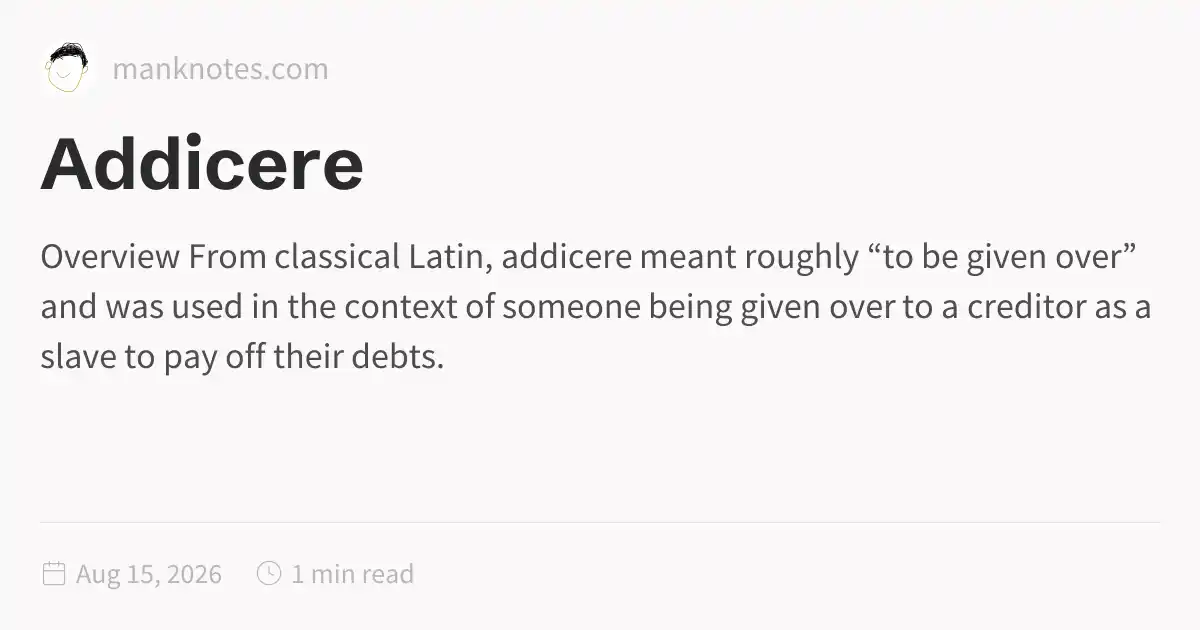 manknotes.com
Addicere
Overview From classical Latin, addicere meant roughly “to be given over”
and was used in the context of someone being given over to a creditor as a
slave to pay off their debts.
Aug 15, 2026 1 min read